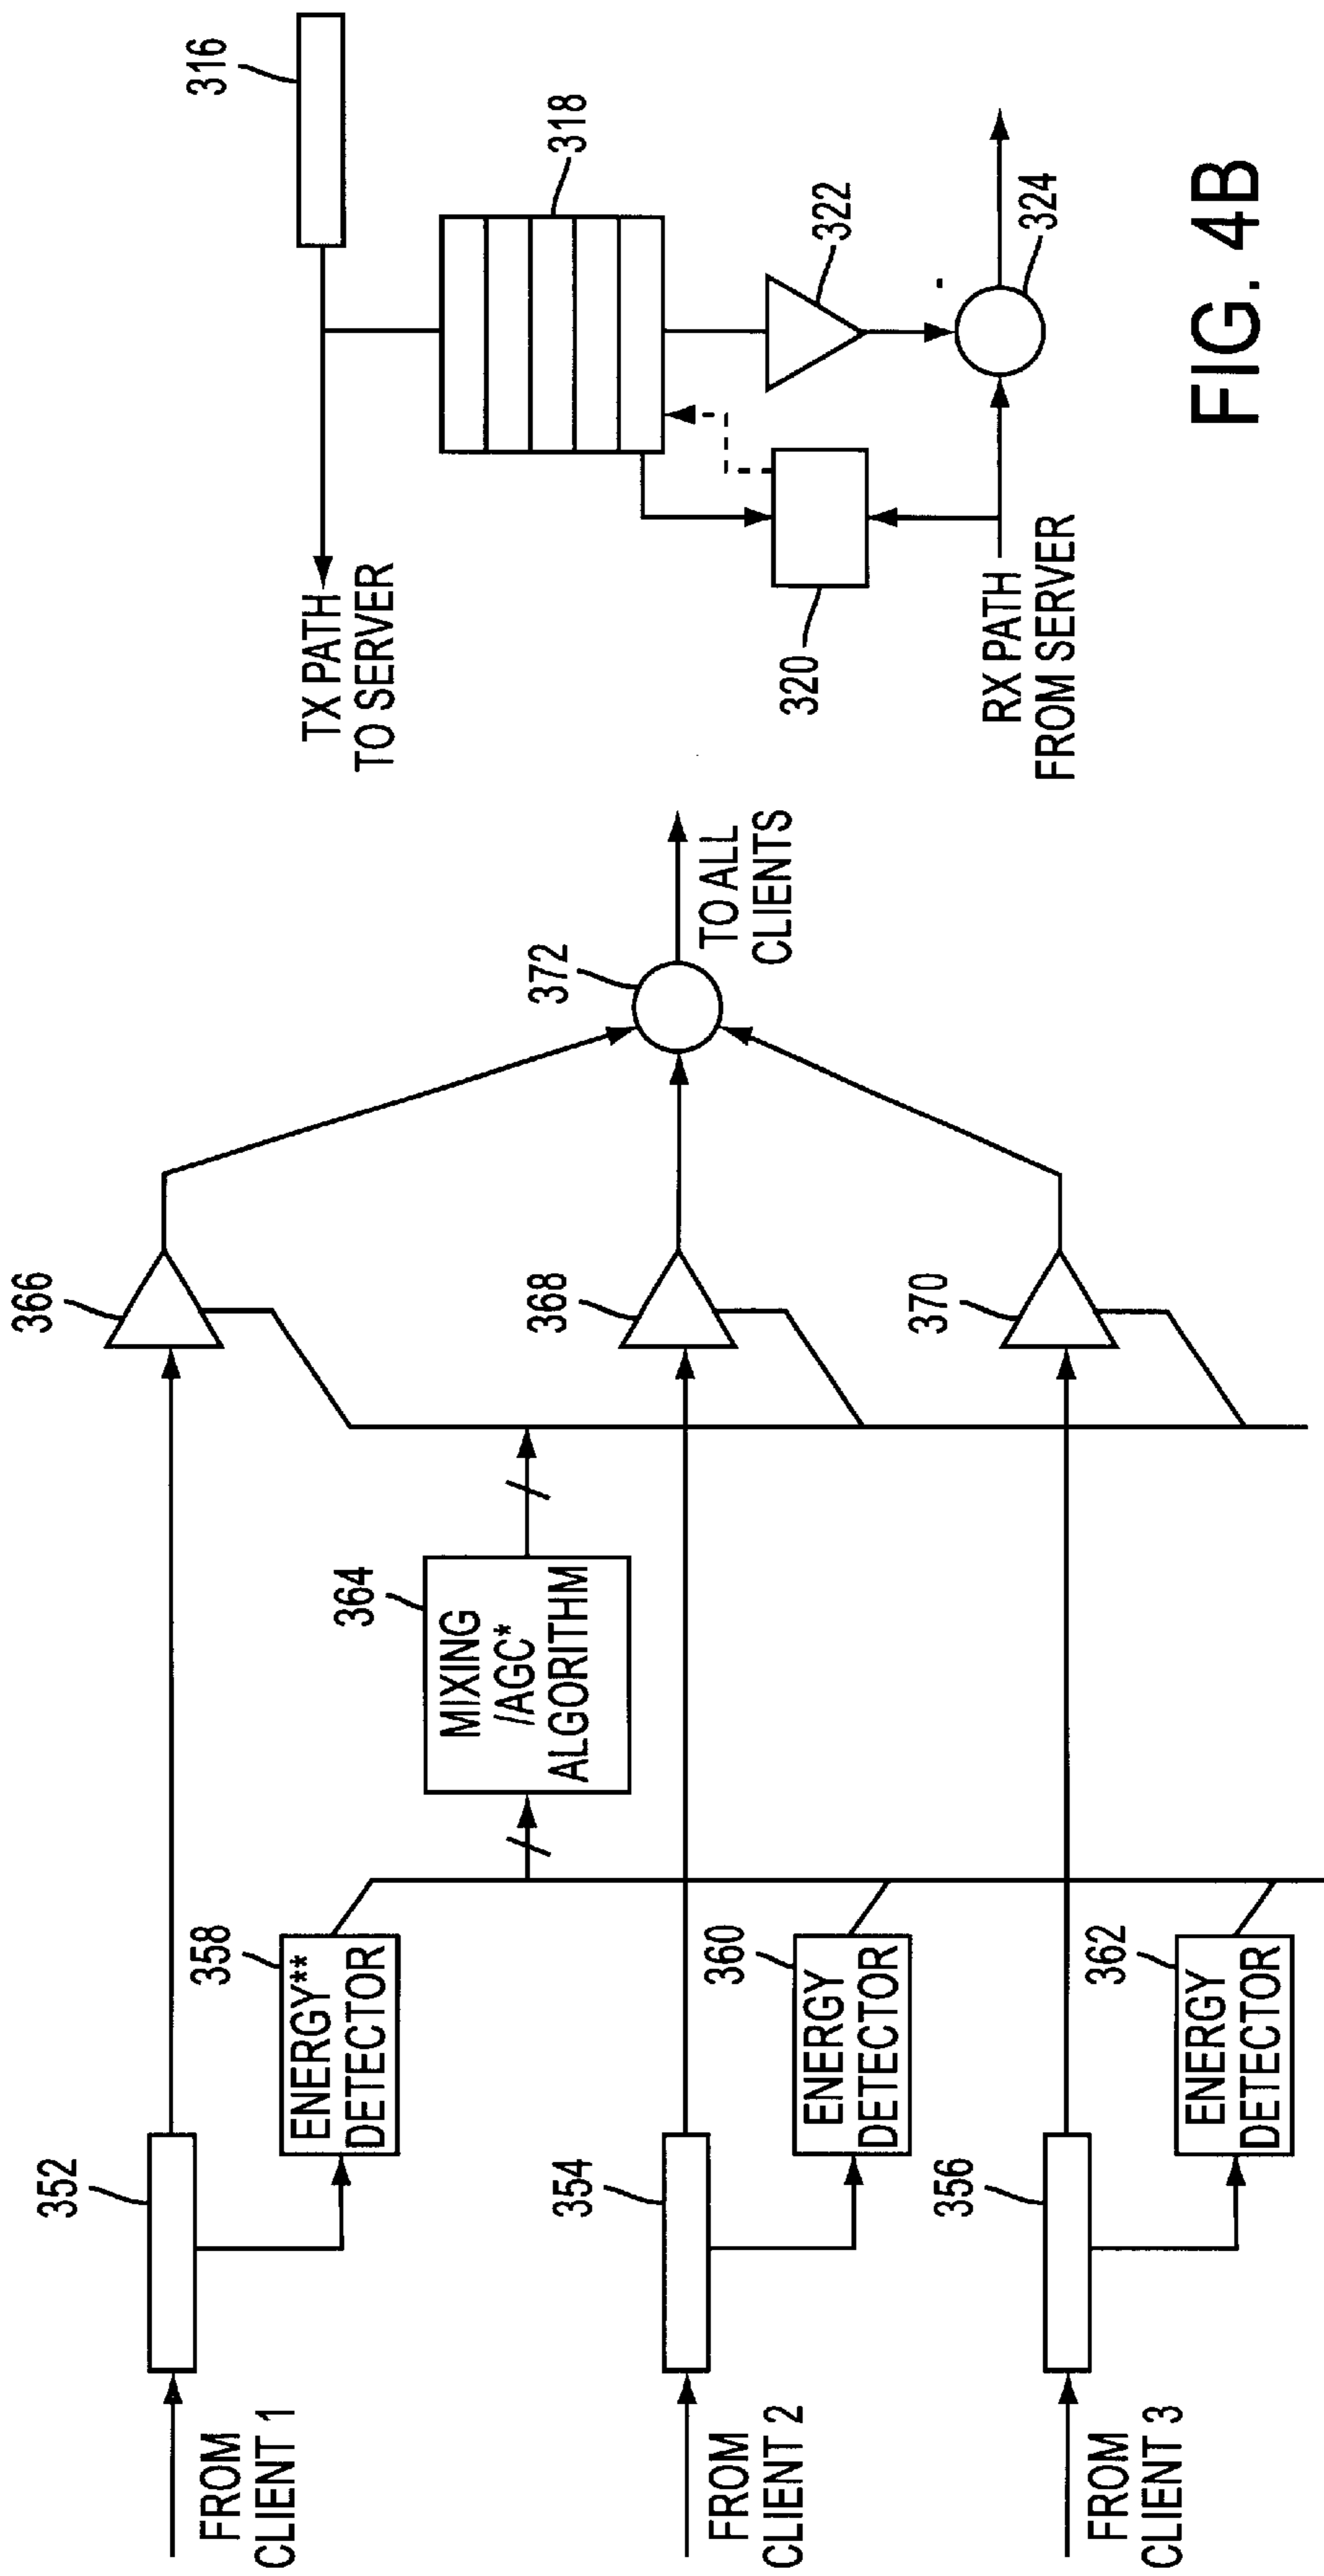 352
FROM
CLIENT 1
358
ENERGY**
DETECTOR
366
364
MIXING
/AGC*
ALGORITHM
354
FROM
CLIENT 2
360
ENERGY
DETECTOR
368
372
TO ALL
CLIENTS
356
FROM
CLIENT 3
362
ENERGY
DETECTOR
370
316
TX PATH
TO SERVER
318
322
320
324
RX PATH
FROM SERVER
FIG. 4B